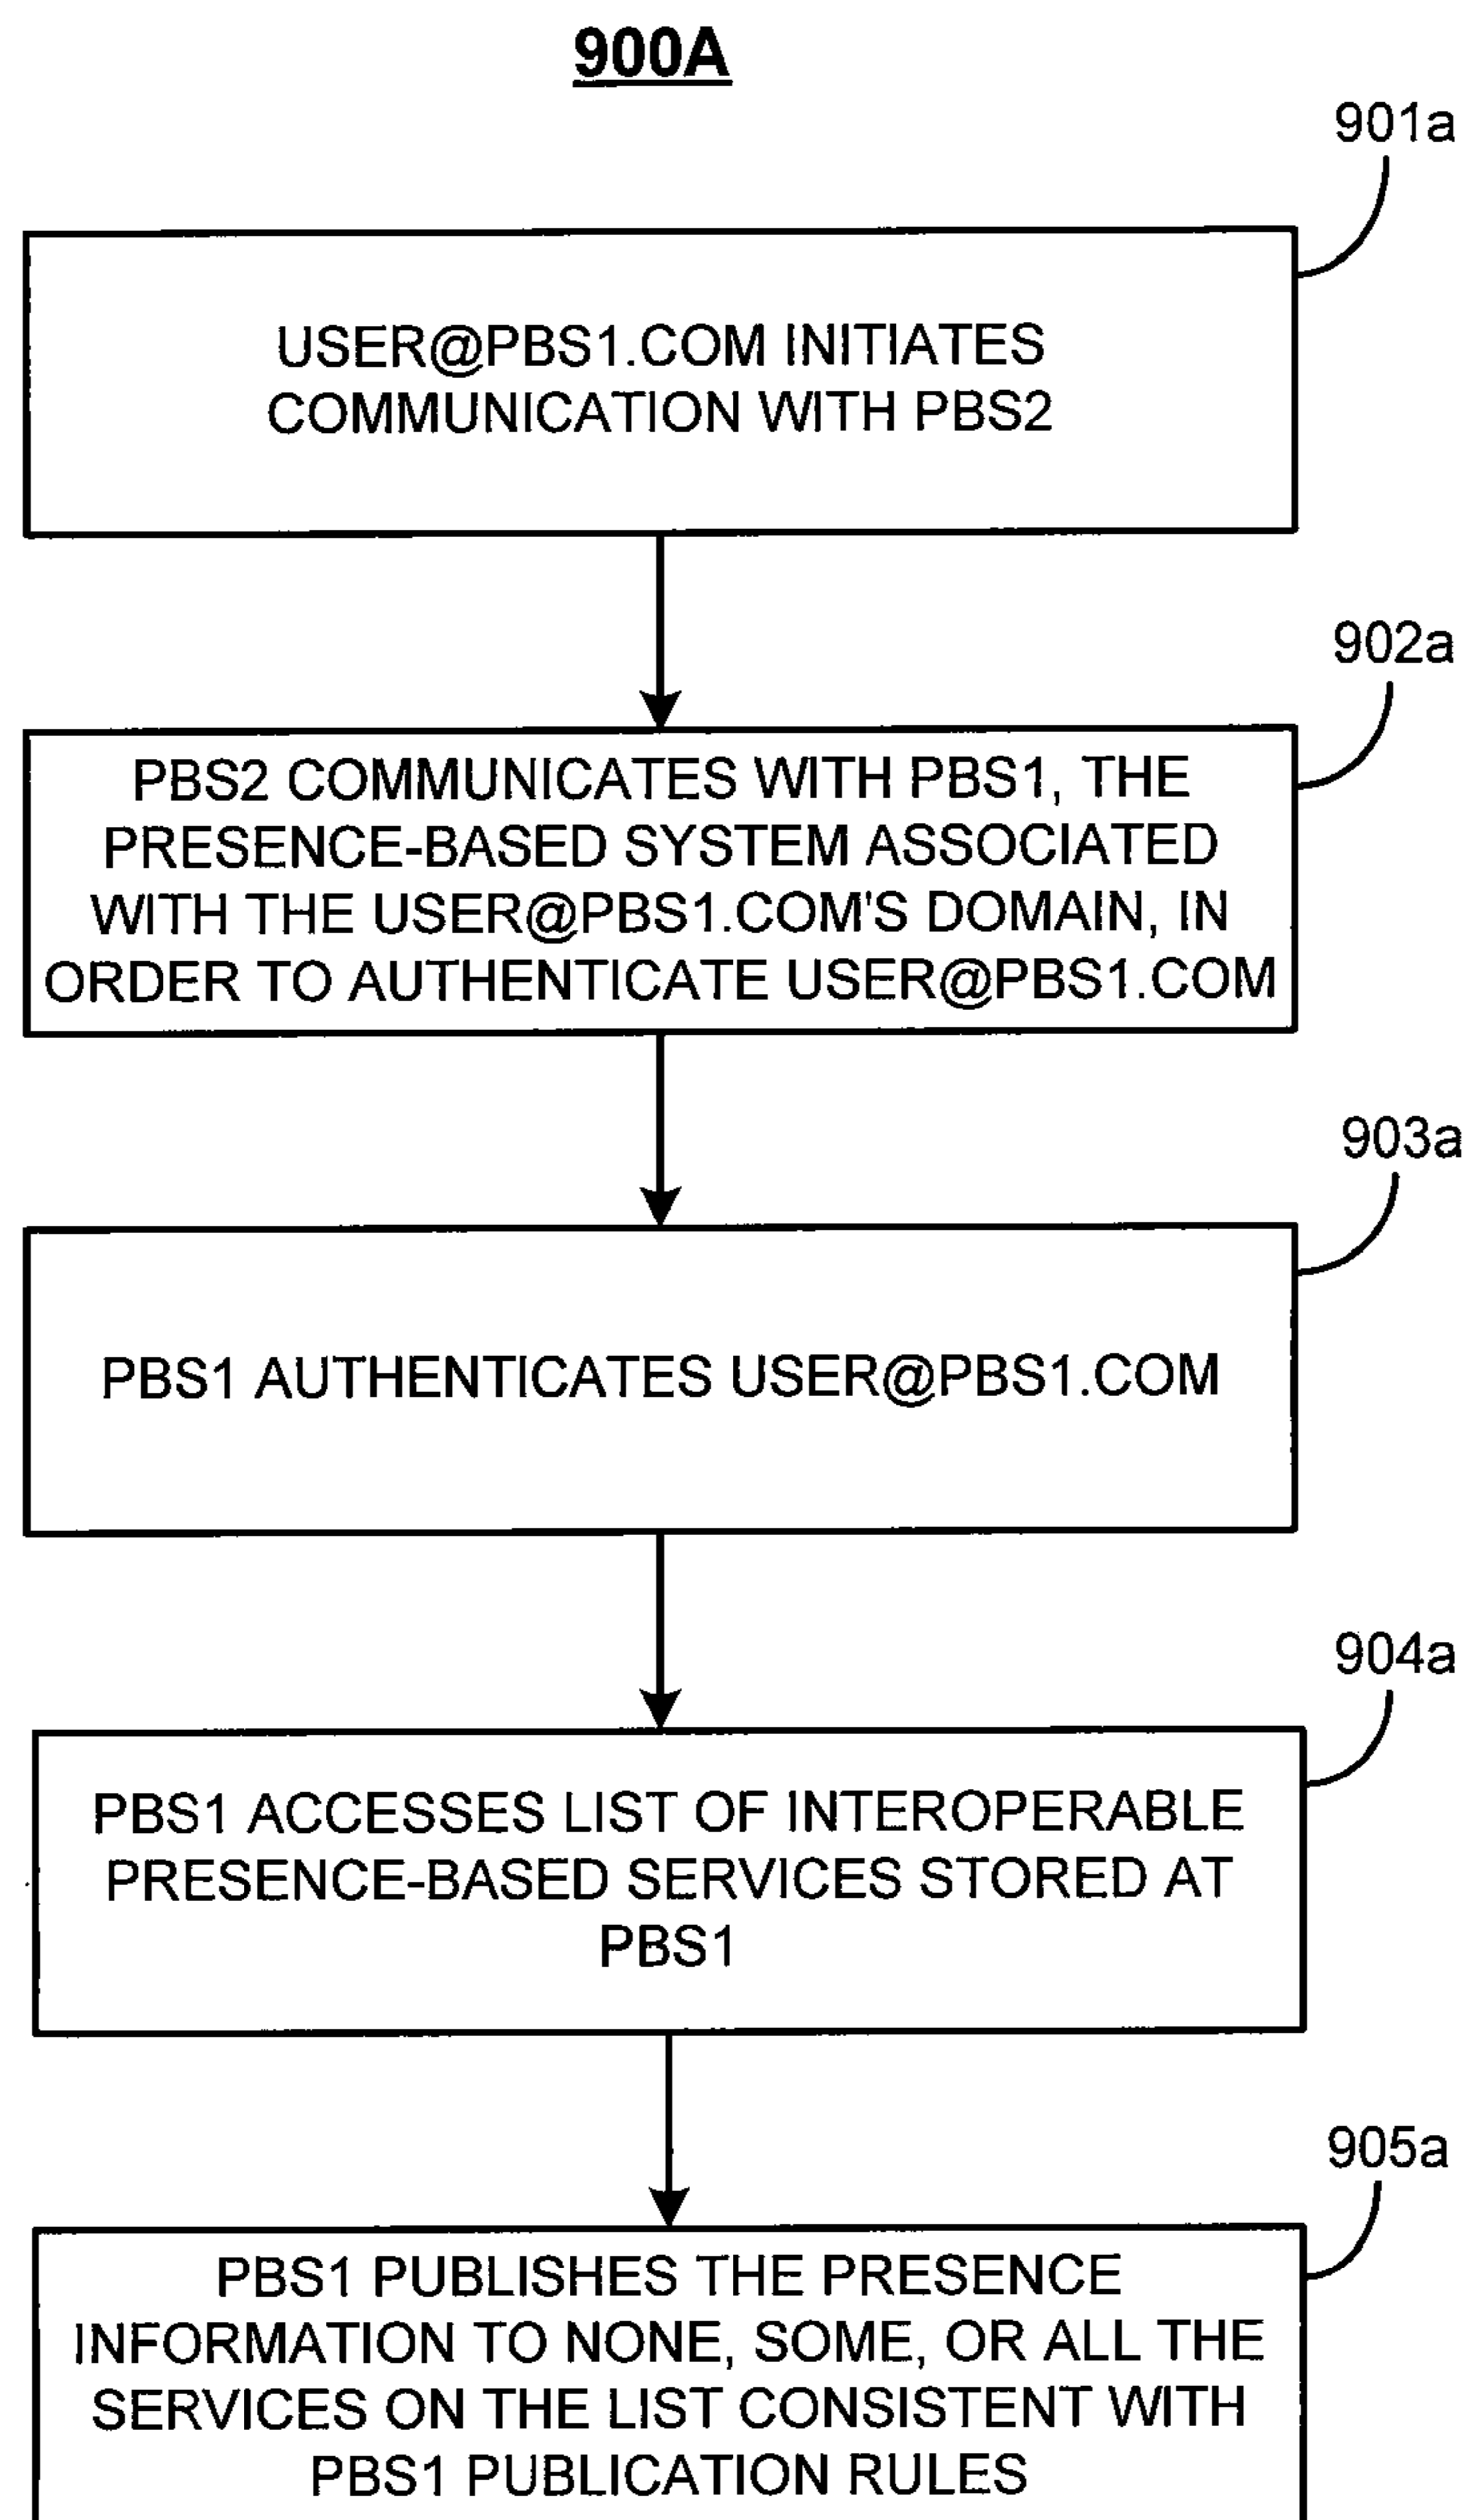 900A
901a
USER@PBS1.COM INITIATES
COMMUNICATION WITH PBS2
902a
PBS2 COMMUNICATES WITH PBS1, THE
PRESENCE-BASED SYSTEM ASSOCIATED
WITH THE USER@PBS1.COM'S DOMAIN, IN
ORDER TO AUTHENTICATE USER@PBS1.COM
903a
PBS1 AUTHENTICATES USER@PBS1.COM
904a
PBS1 ACCESSES LIST OF INTEROPERABLE
PRESENCE-BASED SERVICES STORED AT
PBS1
905a
PBS1 PUBLISHES THE PRESENCE
INFORMATION TO NONE, SOME, OR ALL THE
SERVICES ON THE LIST CONSISTENT WITH
PBS1 PUBLICATION RULES